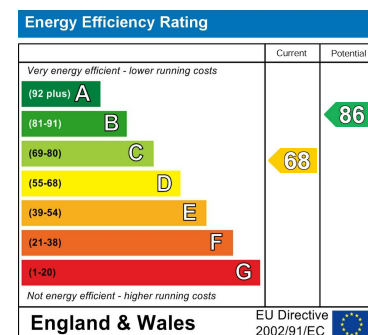 Energy Efficiency Rating
Current Potential
Very energy efficient - lower running costs
(92 plus) A
(81-91) B
86
(69-80) C
68
(55-68) D
(39-54) E
(21-38) F
(1-20) G
Not energy efficient - higher running costs
England & Wales
EU Directive
2002/91/EC